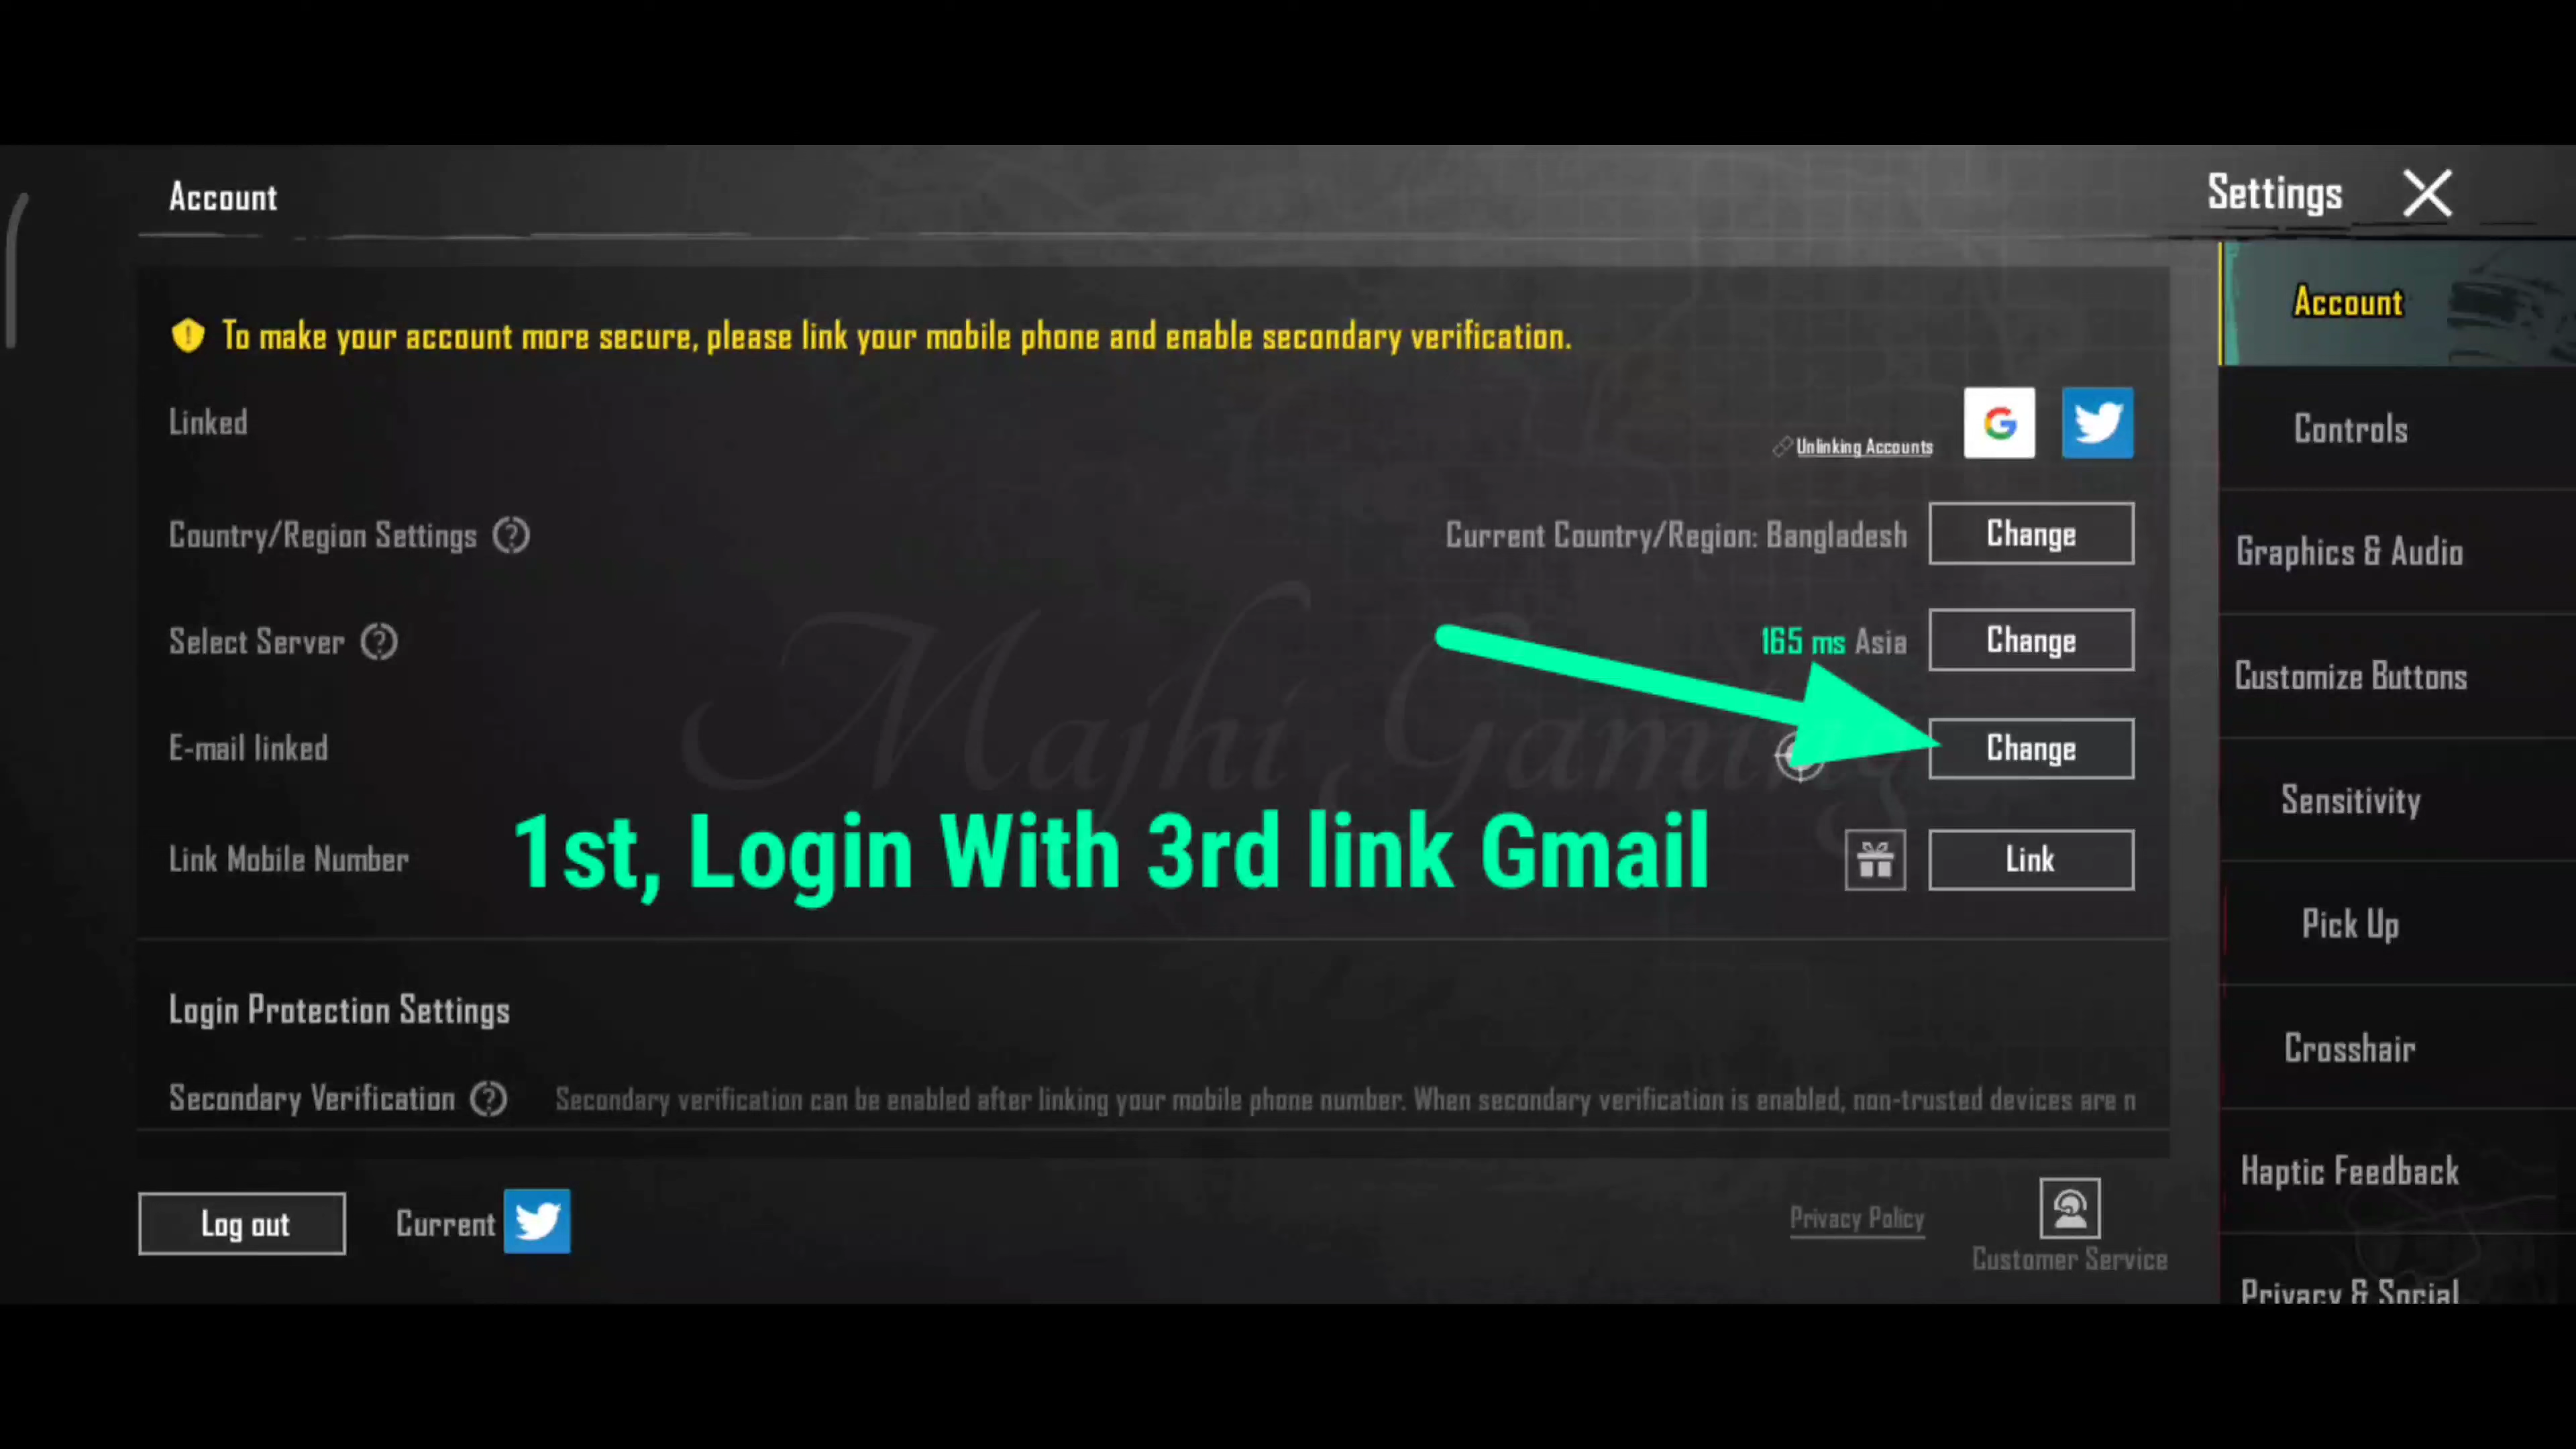 Account
Settings
To make your account more secure, please link your mobile phone and enable secondary verification.
Account
Linked
Unlinking Accounts
G
Controls
Country/Region Settings ?
Current Country/Region: Bangladesh
Change
Graphics & Audio
Select Server ?
165 ms Asia
Change
Customize Buttons
E-mail linked
Change
Majhi Gaming
Sensitivity
1st, Login With 3rd link Gmail
Link Mobile Number
Link
Pick Up
Login Protection Settings
Crosshair
Secondary Verification ?
Secondary verification can be enabled after linking your mobile phone number. When secondary verification is enabled, non-trusted devices are n
Haptic Feedback
Log out
Current
Privacy Policy
Customer Service
Privacy & Social